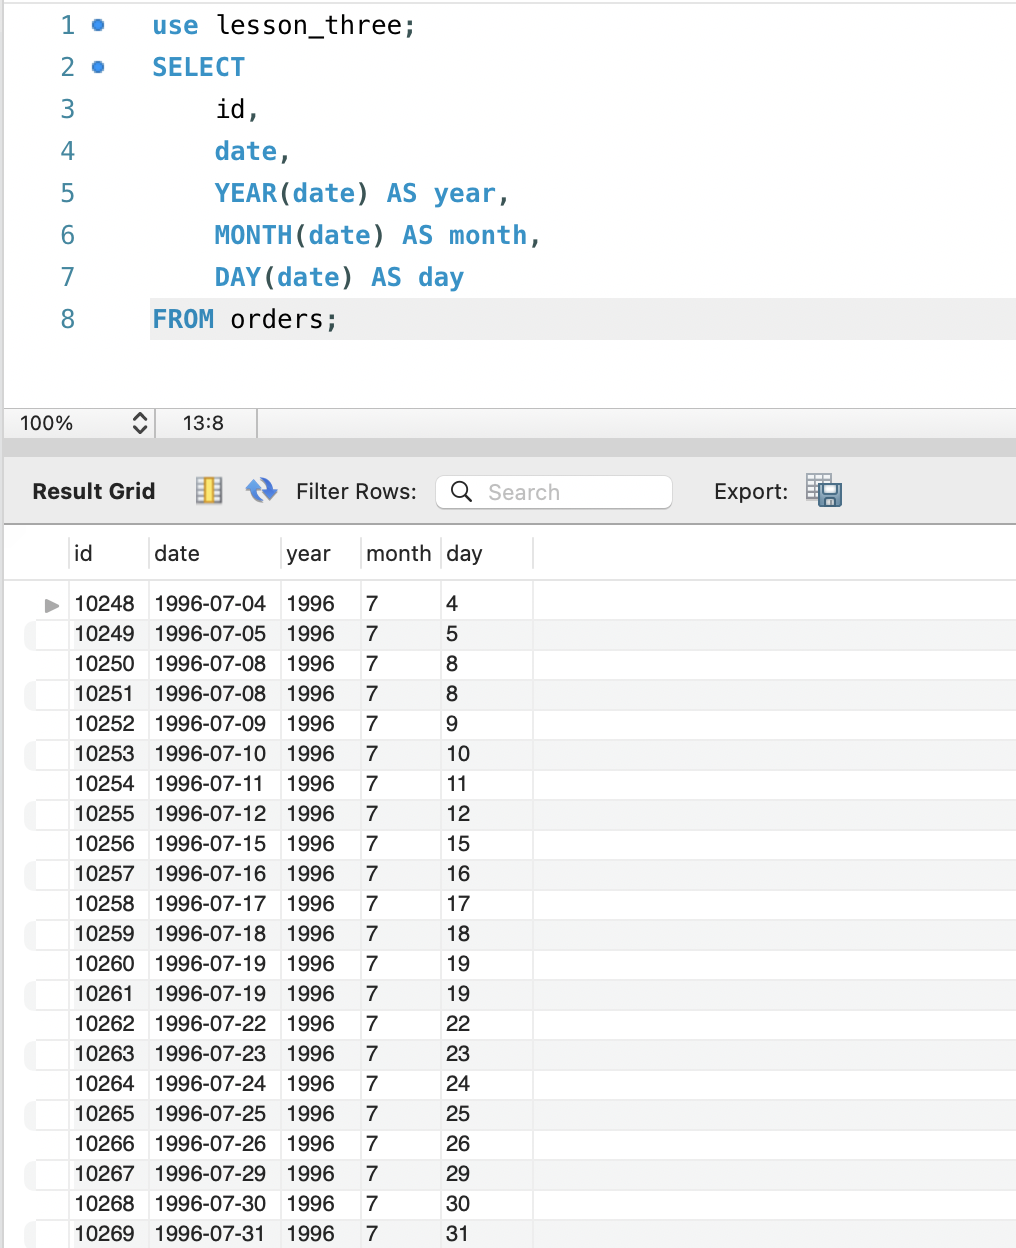 1 use lesson_three;
2 SELECT
3 id,
4 date,
5 YEAR(date) AS year,
6 MONTH(date) AS month,
7 DAY(date) AS day
8 FROM orders;
100% 13:8
Result Grid Filter Rows: Search Export:
id date year month day
10248 1996-07-04 1996 7 4
10249 1996-07-05 1996 7 5
10250 1996-07-08 1996 7 8
10251 1996-07-08 1996 7 8
10252 1996-07-09 1996 7 9
10253 1996-07-10 1996 7 10
10254 1996-07-11 1996 7 11
10255 1996-07-12 1996 7 12
10256 1996-07-15 1996 7 15
10257 1996-07-16 1996 7 16
10258 1996-07-17 1996 7 17
10259 1996-07-18 1996 7 18
10260 1996-07-19 1996 7 19
10261 1996-07-19 1996 7 19
10262 1996-07-22 1996 7 22
10263 1996-07-23 1996 7 23
10264 1996-07-24 1996 7 24
10265 1996-07-25 1996 7 25
10266 1996-07-26 1996 7 26
10267 1996-07-29 1996 7 29
10268 1996-07-30 1996 7 30
10269 1996-07-31 1996 7 31